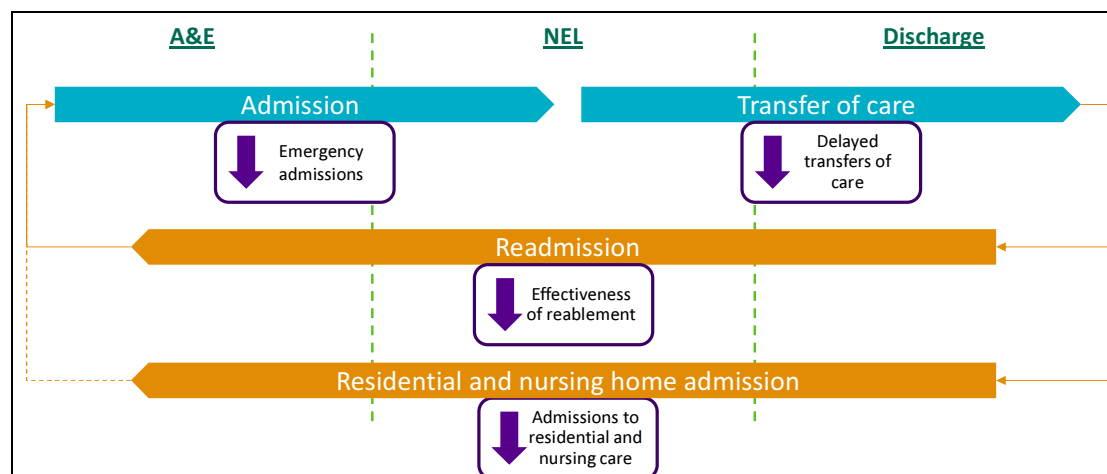 A&E
NEL
Discharge
Admission
Transfer of care
Emergency
admissions
Delayed
transfers of
care
Readmission
Effectiveness
of reablement
Residential and nursing home admission
Admissions to
residential and
nursing care